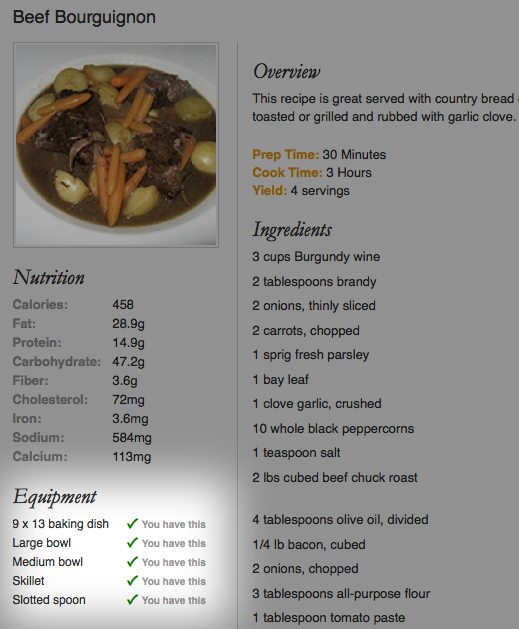 Beef Bourguignon
Overview
This recipe is great served with country bread
toasted or grilled and rubbed with garlic clove.
Prep Time: 30 Minutes
Cook Time: 3 Hours
Yield: 4 servings
Ingredients
3 cups Burgundy wine
2 tablespoons brandy
2 onions, thinly sliced
2 carrots, chopped
1 sprig fresh parsley
1 bay leaf
1 clove garlic, crushed
10 whole black peppercorns
1 teaspoon salt
2 lbs cubed beef chuck roast
4 tablespoons olive oil, divided
1/4 lb bacon, cubed
2 onions, chopped
3 tablespoons all-purpose flour
1 tablespoon tomato paste
Nutrition
Calories: 458
Fat: 28.9g
Protein: 14.9g
Carbohydrate: 47.2g
Fiber: 3.6g
Cholesterol: 72mg
Iron: 3.6mg
Sodium: 584mg
Calcium: 113mg
Equipment
9 x 13 baking dish ✓ You have this
Large bowl ✓ You have this
Medium bowl ✓ You have this
Skillet ✓ You have this
Slotted spoon ✓ You have this